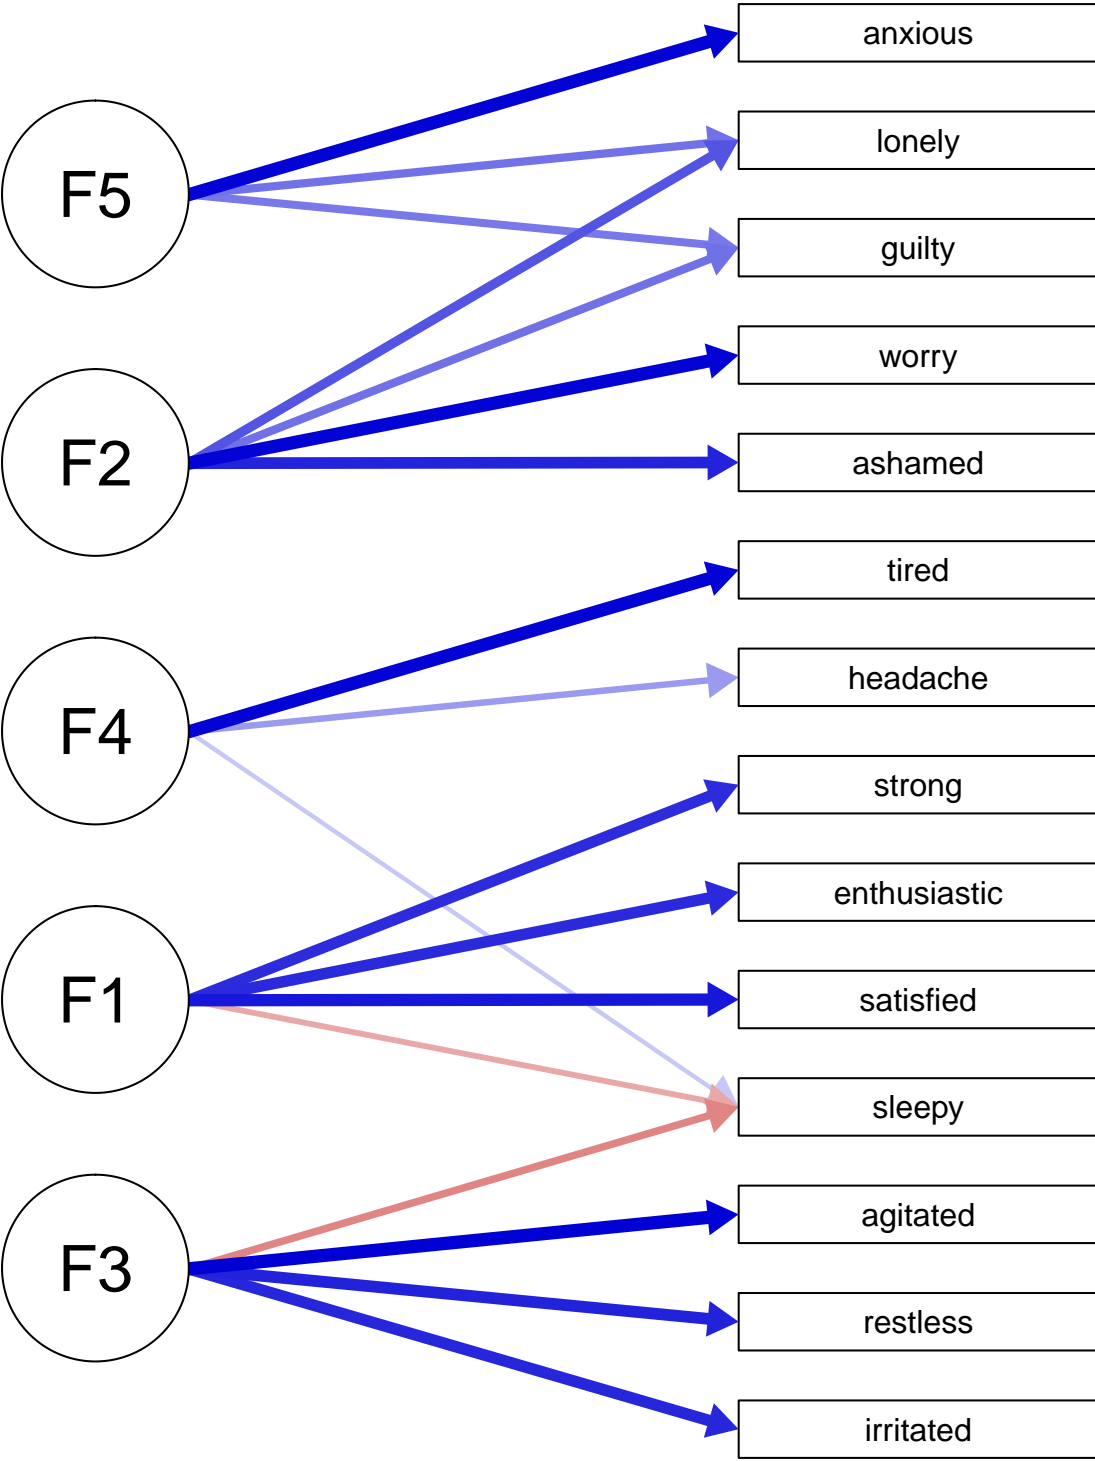 F5
F2
F4
F1
F3
anxious
lonely
guilty
worry
ashamed
tired
headache
strong
enthusiastic
satisfied
sleepy
agitated
restless
irritated